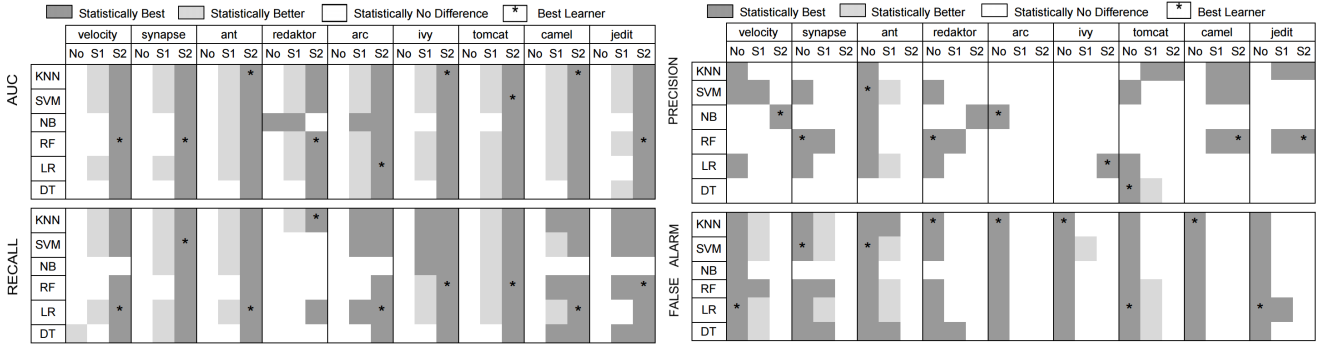 Statistically Best Statistically Better Statistically No Difference * Best Learner
velocity synapse ant redaktor arc ivy tomcat camel jedit
No S1 S2 No S1 S2 No S1 S2 No S1 S2 No S1 S2 No S1 S2 No S1 S2 No S1 S2 No S1 S2
AUC
KNN * * *
SVM *
NB
RF * * * *
LR *
DT
RECALL
KNN *
SVM *
NB
RF * * *
LR * * * *
DT
Statistically Best Statistically Better Statistically No Difference * Best Learner
velocity synapse ant redaktor arc ivy tomcat camel jedit
No S1 S2 No S1 S2 No S1 S2 No S1 S2 No S1 S2 No S1 S2 No S1 S2 No S1 S2 No S1 S2
PRECISION
KNN
SVM *
NB * *
RF * * * *
LR *
DT *
FALSE ALARM
KNN * * * *
SVM * *
NB
RF
LR * * *
DT